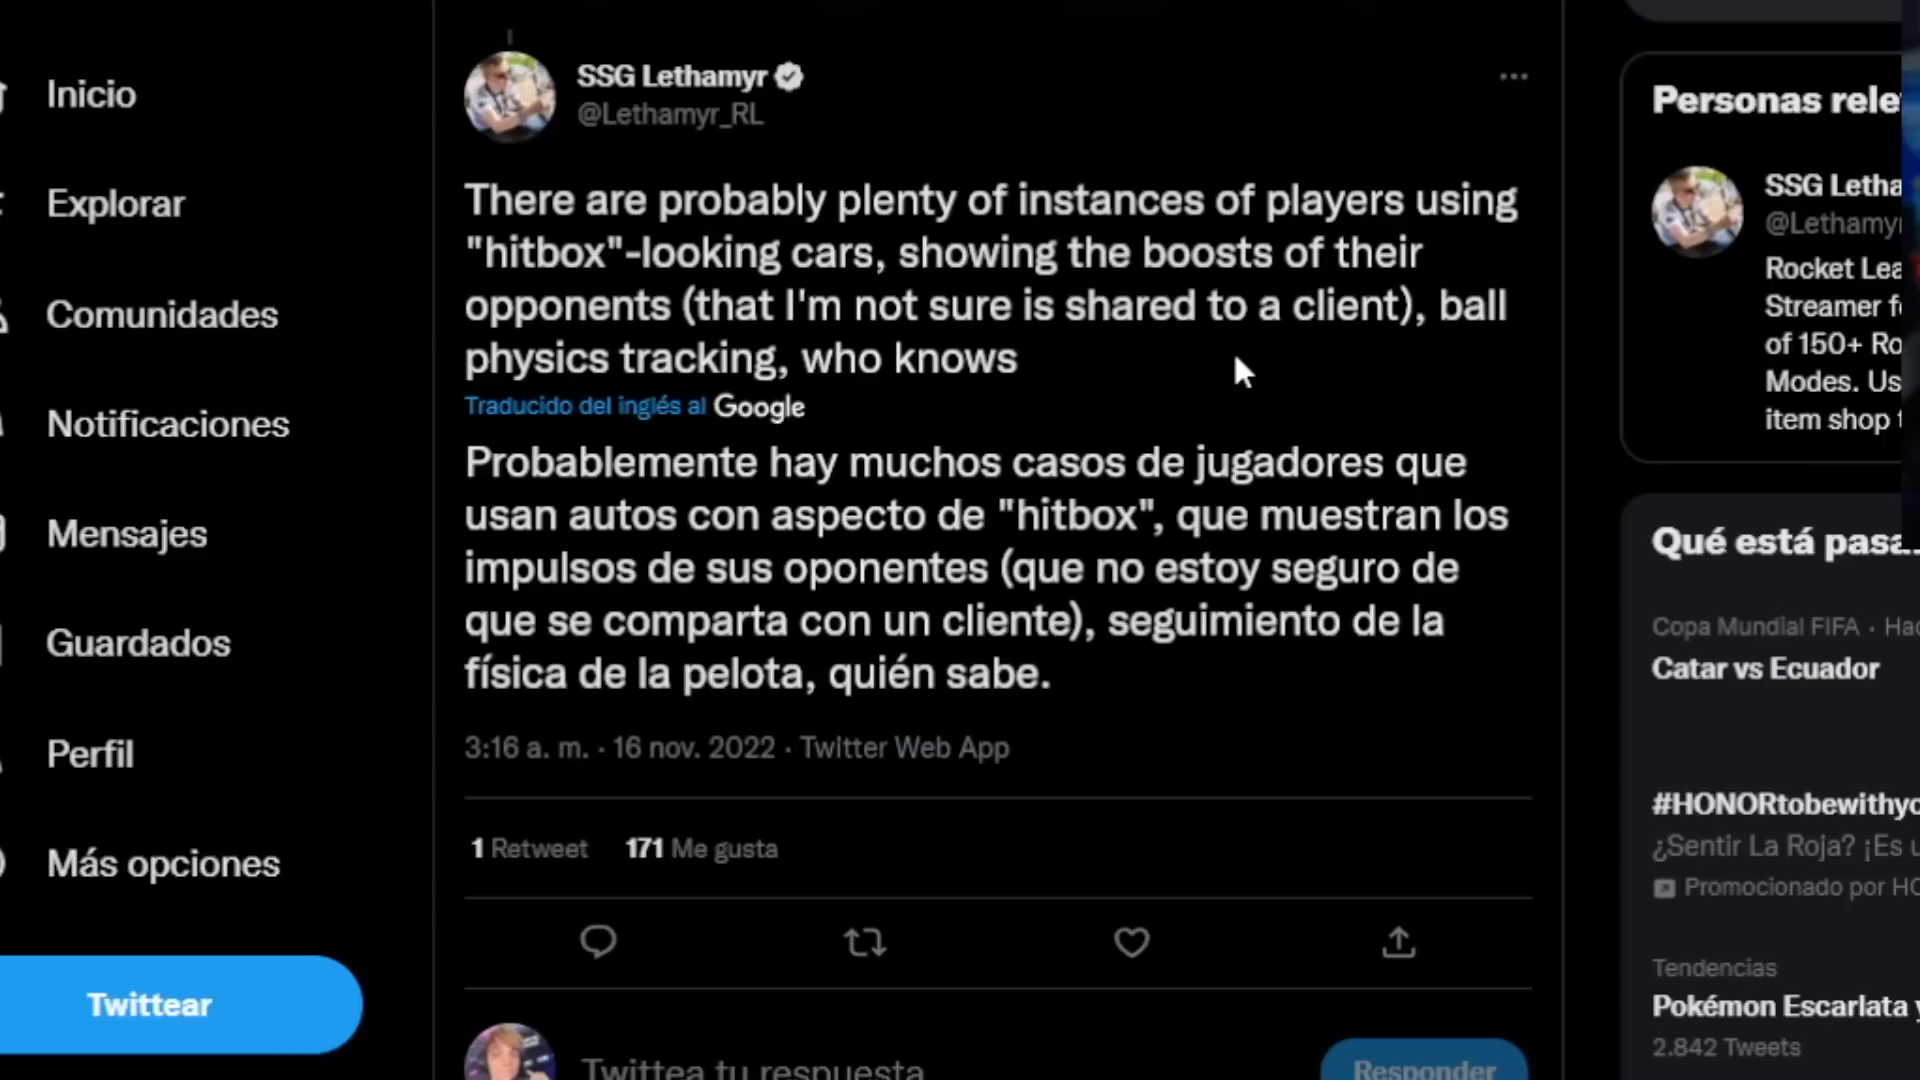 Inicio
Explorar
Comunidades
Notificaciones
Mensajes
Guardados
Perfil
Más opciones
Twittear
SSG Lethamyr
@Lethamyr_RL
There are probably plenty of instances of players using
"hitbox"-looking cars, showing the boosts of their
opponents (that I'm not sure is shared to a client), ball
physics tracking, who knows
Traducido del inglés al Google
Probablemente hay muchos casos de jugadores que
usan autos con aspecto de "hitbox", que muestran los
impulsos de sus oponentes (que no estoy seguro de
que se comparta con un cliente), seguimiento de la
física de la pelota, quién sabe.
3:16 a. m. · 16 nov. 2022 · Twitter Web App
1 Retweet 171 Me gusta
Twittea tu respuesta
Responder
Personas rele
SSG Letha
@Lethamy
Rocket Lea
Streamer f
of 150+ Ro
Modes. Us
item shop
Qué está pasa...
Copa Mundial FIFA · Hac
Catar vs Ecuador
#HONORtobewithyo
¿Sentir La Roja? ¡Es u
Promocionado por HO
Tendencias
Pokémon Escarlata y
2.842 Tweets